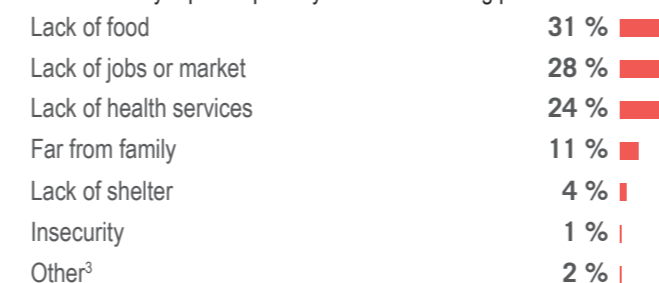 Lack of food 31 %
Lack of jobs or market 28 %
Lack of health services 24 %
Far from family 11 %
Lack of shelter 4 %
Insecurity 1 %
Other³ 2 %